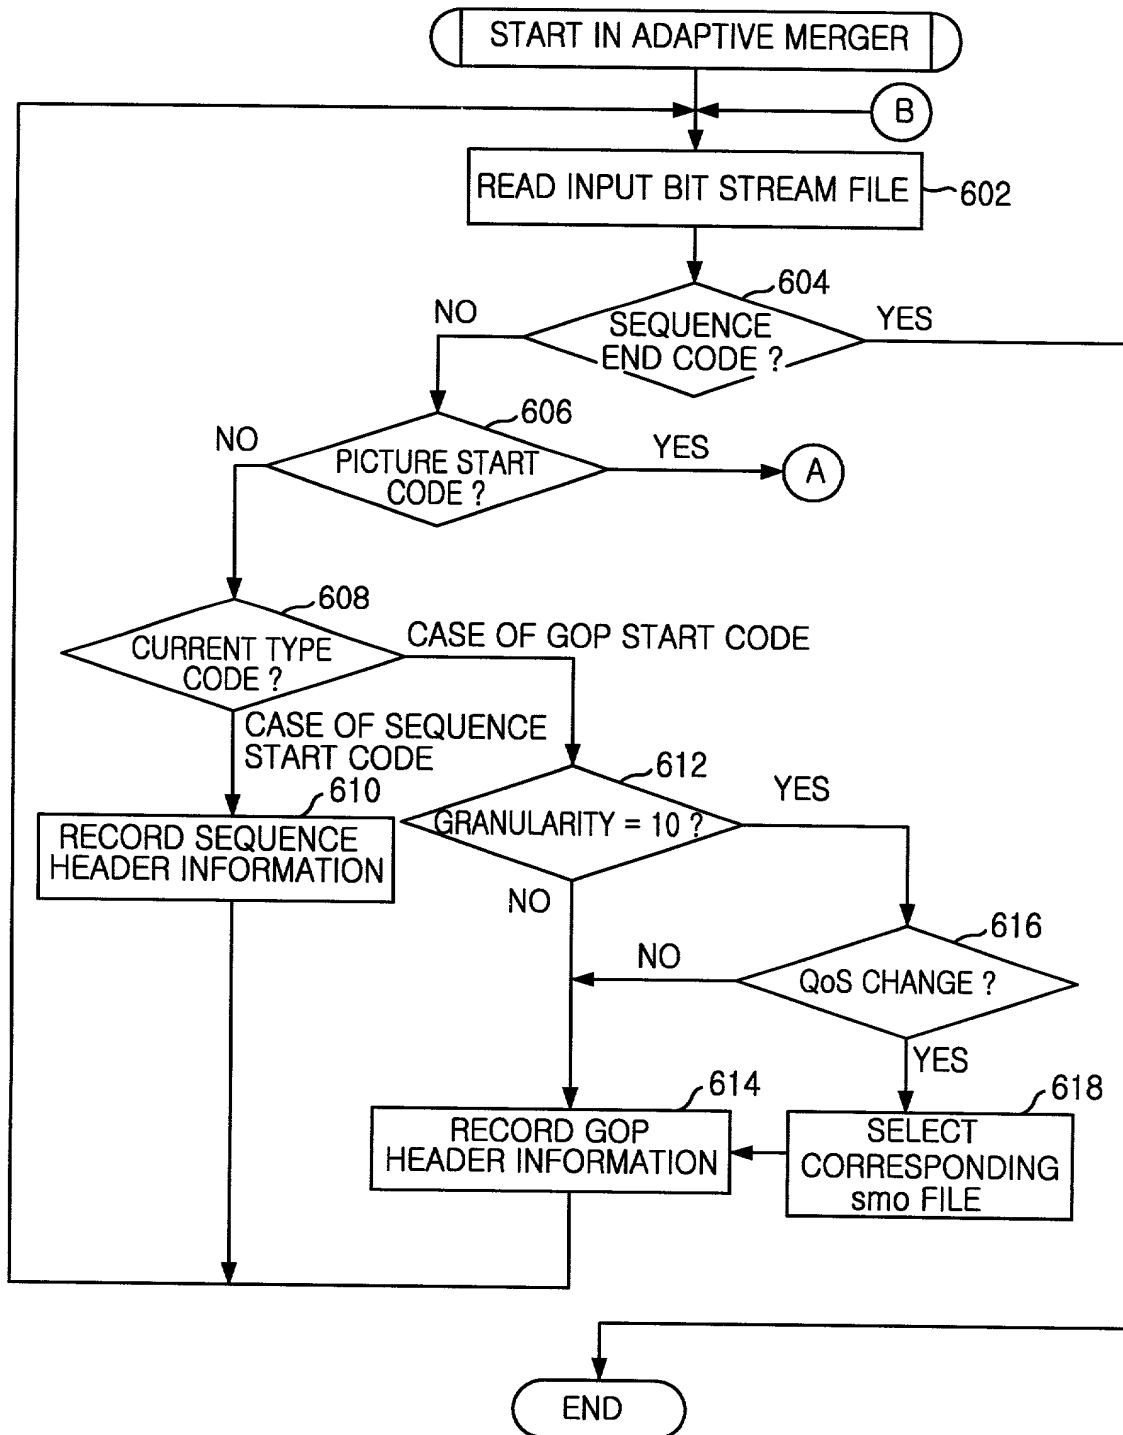 START IN ADAPTIVE MERGER
B
READ INPUT BIT STREAM FILE
602
604
NO
SEQUENCE
END CODE ?
YES
606
NO
PICTURE START
CODE ?
YES
A
608
CURRENT TYPE
CODE ?
CASE OF GOP START CODE
CASE OF SEQUENCE
START CODE
610
RECORD SEQUENCE
HEADER INFORMATION
612
GRANULARITY = 10 ?
YES
NO
616
NO
QoS CHANGE ?
YES
614
RECORD GOP
HEADER INFORMATION
618
SELECT
CORRESPONDING
smo FILE
END